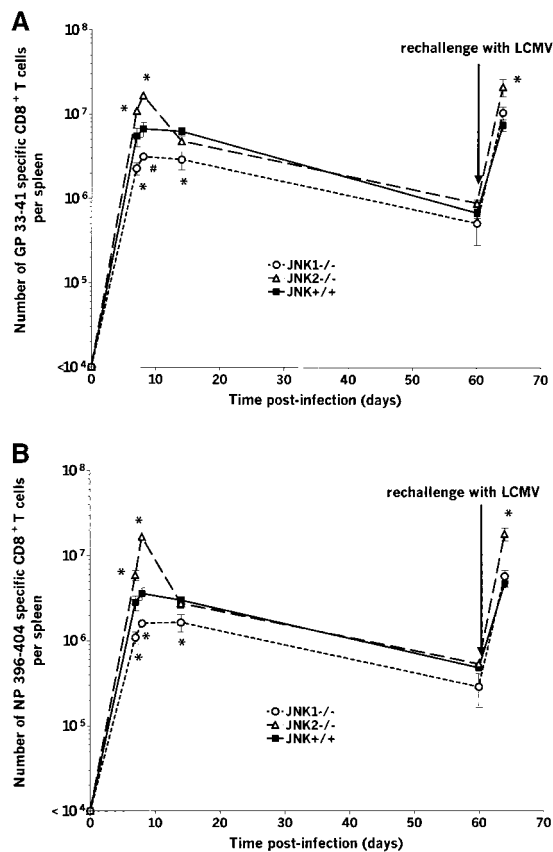 A
10⁸
rechallenge with LCMV
*
*
*
10⁷
Number of GP 33-41 specific CD8⁺ T cells
per spleen
#
*
*
10⁶
JNK1-/-
JNK2-/-
JNK+/+
10⁵
<10⁴
0 10 20 30 40 50 60 70
Time post-infection (days)
B
10⁸
rechallenge with LCMV
*
*
*
10⁷
Number of NP 396-404 specific CD8⁺ T cells
per spleen
*
*
*
10⁶
JNK1-/-
JNK2-/-
JNK+/+
10⁵
<10⁴
0 10 20 30 40 50 60 70
Time post-infection (days)